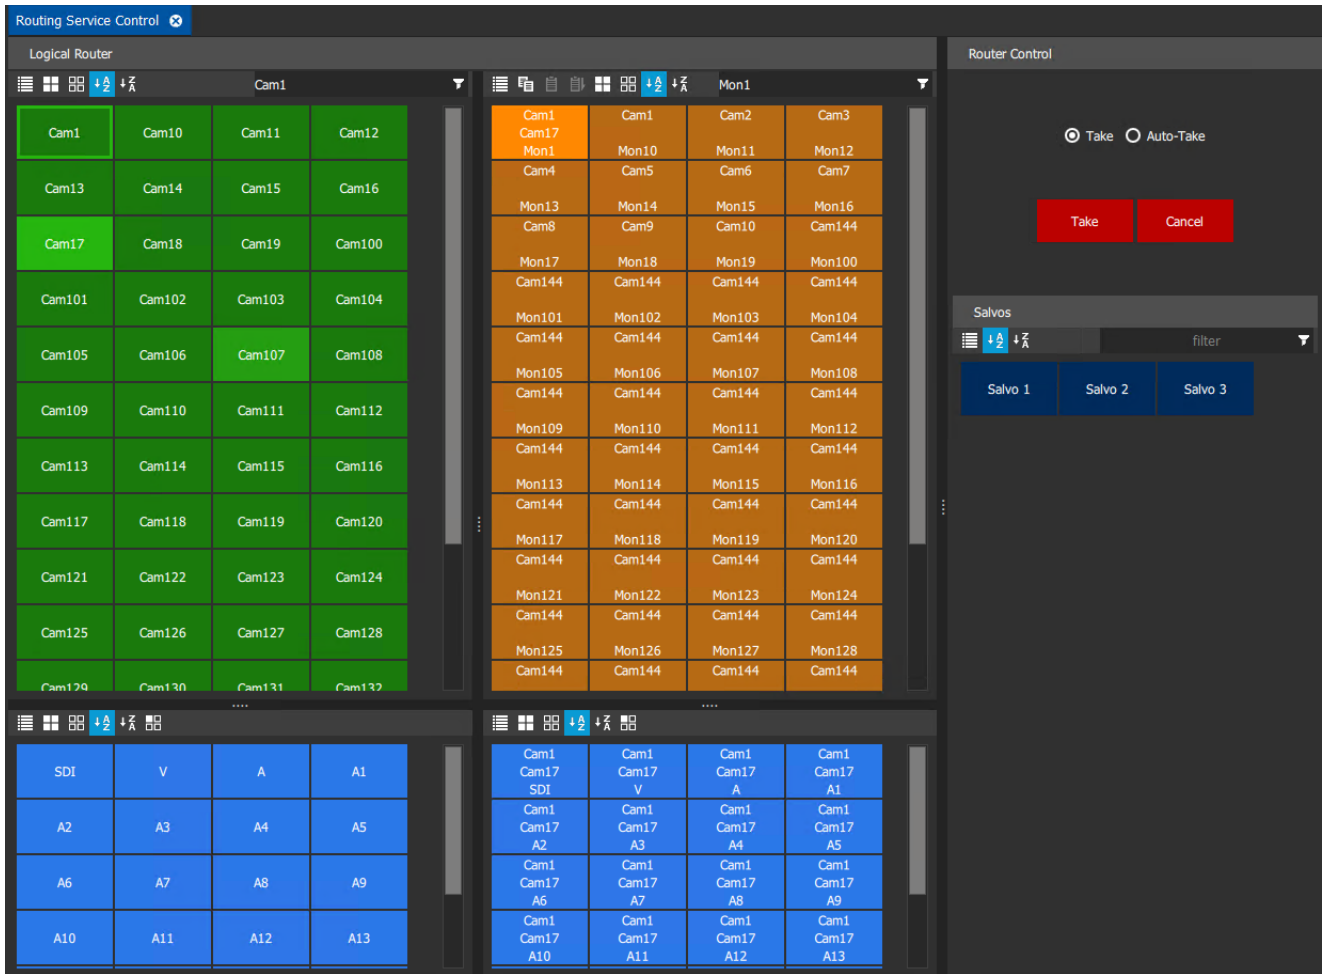 Routing Service Control
Logical Router
Router Control
Cam1
Mon1
Cam1 Cam10 Cam11 Cam12
Cam13 Cam14 Cam15 Cam16
Cam17 Cam18 Cam19 Cam100
Cam101 Cam102 Cam103 Cam104
Cam105 Cam106 Cam107 Cam108
Cam109 Cam110 Cam111 Cam112
Cam113 Cam114 Cam115 Cam116
Cam117 Cam118 Cam119 Cam120
Cam121 Cam122 Cam123 Cam124
Cam125 Cam126 Cam127 Cam128
Cam129 Cam130 Cam131 Cam132
Cam1 Cam1 Cam2 Cam3
Cam17
Mon1 Mon10 Mon11 Mon12
Cam4 Cam5 Cam6 Cam7
Mon13 Mon14 Mon15 Mon16
Cam8 Cam9 Cam10 Cam144
Mon17 Mon18 Mon19 Mon100
Cam144 Cam144 Cam144 Cam144
Mon101 Mon102 Mon103 Mon104
Cam144 Cam144 Cam144 Cam144
Mon105 Mon106 Mon107 Mon108
Cam144 Cam144 Cam144 Cam144
Mon109 Mon110 Mon111 Mon112
Cam144 Cam144 Cam144 Cam144
Mon113 Mon114 Mon115 Mon116
Cam144 Cam144 Cam144 Cam144
Mon117 Mon118 Mon119 Mon120
Cam144 Cam144 Cam144 Cam144
Mon121 Mon122 Mon123 Mon124
Cam144 Cam144 Cam144 Cam144
Mon125 Mon126 Mon127 Mon128
Cam144 Cam144 Cam144 Cam144
Take Auto-Take
Take Cancel
Salvos
filter
Salvo 1 Salvo 2 Salvo 3
SDI V A A1
A2 A3 A4 A5
A6 A7 A8 A9
A10 A11 A12 A13
Cam1 Cam1 Cam1 Cam1
Cam17 Cam17 Cam17 Cam17
SDI V A A1
Cam1 Cam1 Cam1 Cam1
Cam17 Cam17 Cam17 Cam17
A2 A3 A4 A5
Cam1 Cam1 Cam1 Cam1
Cam17 Cam17 Cam17 Cam17
A6 A7 A8 A9
Cam1 Cam1 Cam1 Cam1
Cam17 Cam17 Cam17 Cam17
A10 A11 A12 A13